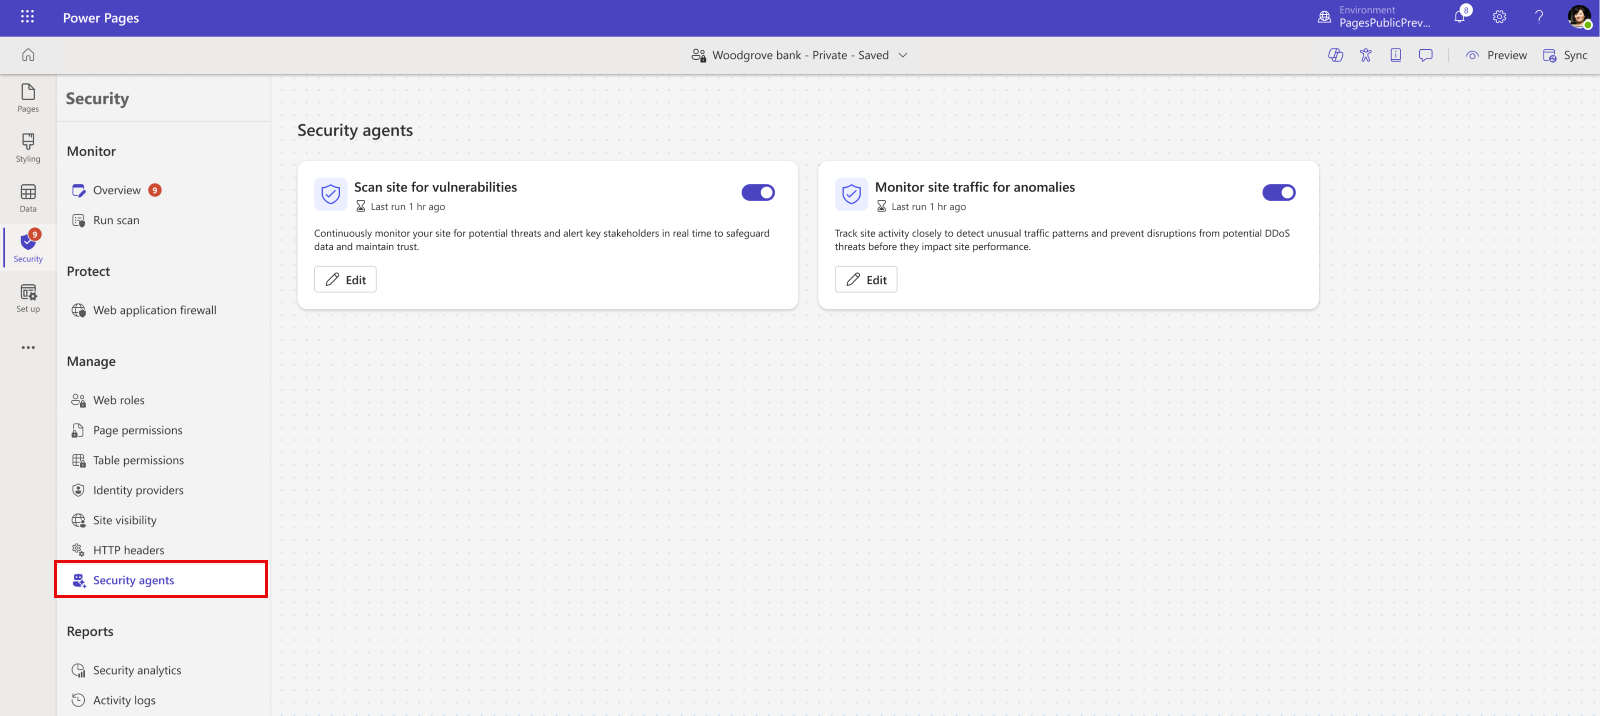 Power Pages
Environment
PagesPublicPrev...
8
?
Woodgrove bank - Private - Saved
Preview
Sync
Pages
Styling
Data
9
Security
Set up
Security
Monitor
Overview 9
Run scan
Protect
Web application firewall
Manage
Web roles
Page permissions
Table permissions
Identity providers
Site visibility
HTTP headers
Security agents
Reports
Security analytics
Activity logs
Security agents
Scan site for vulnerabilities
Last run 1 hr ago
Continuously monitor your site for potential threats and alert key stakeholders in real time to safeguard
data and maintain trust.
Edit
Monitor site traffic for anomalies
Last run 1 hr ago
Track site activity closely to detect unusual traffic patterns and prevent disruptions from potential DDoS
threats before they impact site performance.
Edit